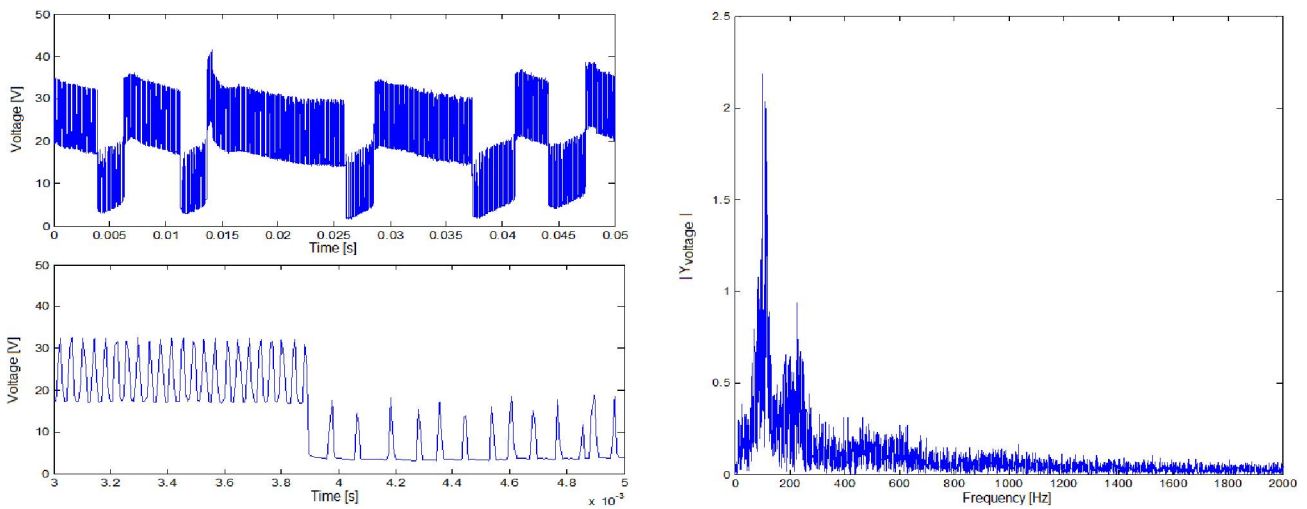 50
40
30
20
10
0
Voltage [V]
0 0.005 0.01 0.015 0.02 0.025 0.03 0.035 0.04 0.045 0.05
Time [s]
50
40
30
20
10
0
Voltage [V]
3 3.2 3.4 3.6 3.8 4 4.2 4.4 4.6 4.8 5
Time [s]
x 10⁻³
2.5
2
1.5
1
0.5
0
| Yvoltage |
0 200 400 600 800 1000 1200 1400 1600 1800 2000
Frequency [Hz]